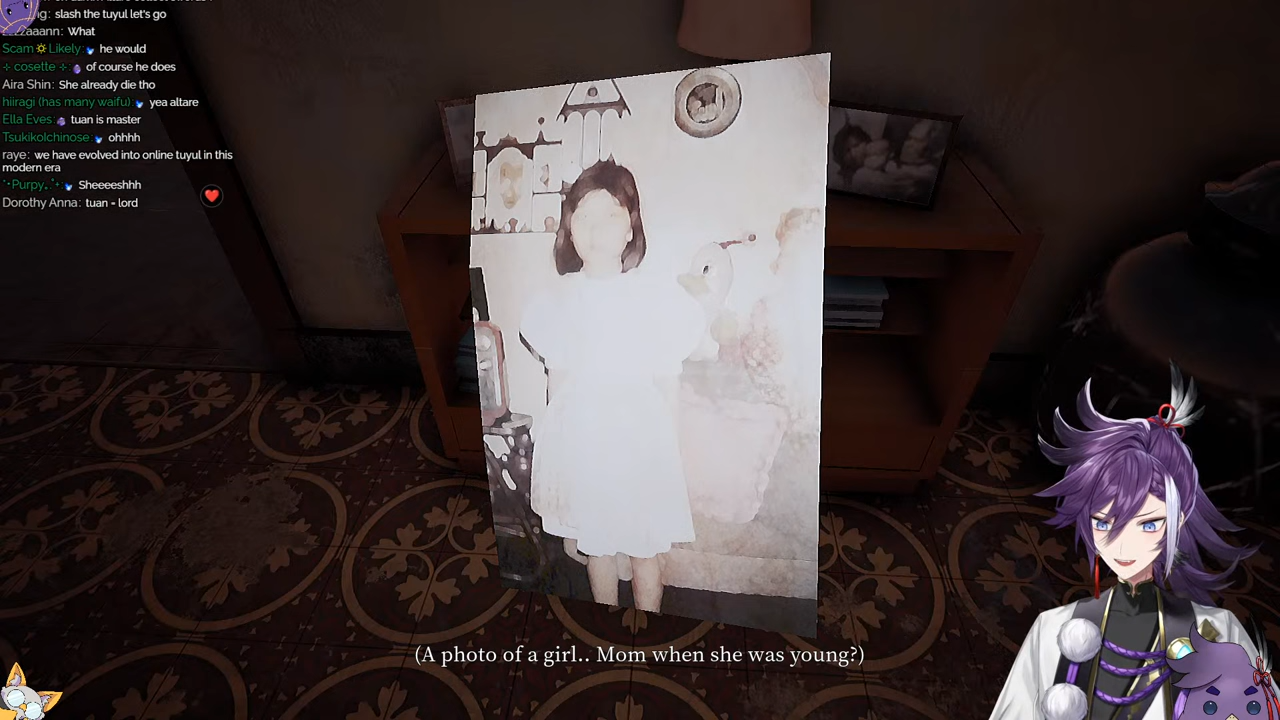 slash the tuyul let's go
What
Scam☀Likely: he would
⊹ cosette ⊹: of course he does
Aira Shin: She already die tho
hiiragi (has many waifu): yea altare
Ella Eves: tuan is master
TsukikoIchinose: ohhhh
raye: we have evolved into online tuyul in this
modern era
Purpy: Sheeeeshhh
Dorothy Anna: tuan = lord
(A photo of a girl.. Mom when she was young?)